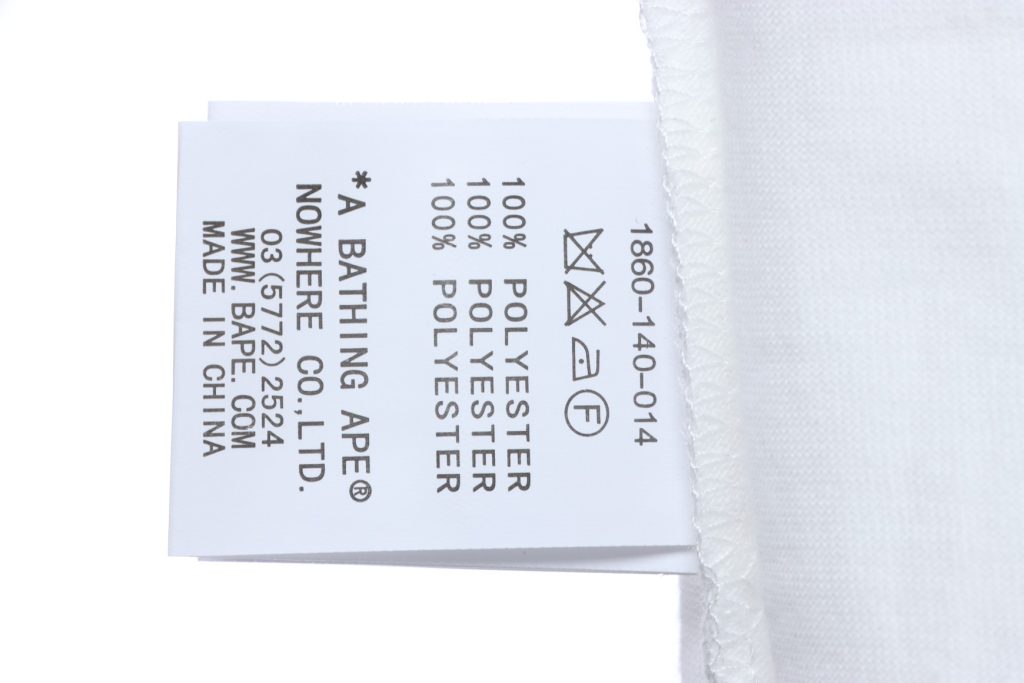 1860-140-014
F
100% POLYESTER
100% POLYESTER
100% POLYESTER
*A BATHING APE®
NOWHERE CO.,LTD.
03(5772)2524
WWW.BAPE.COM
MADE IN CHINA